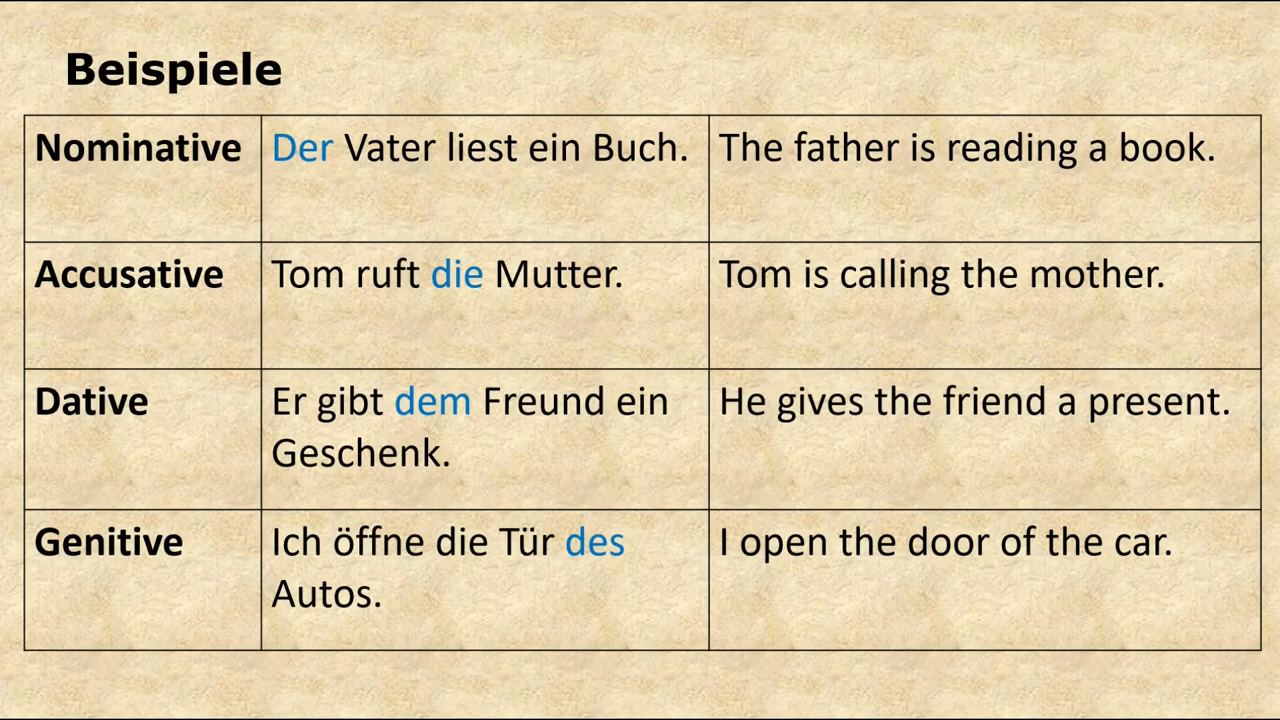 Beispiele
Nominative Der Vater liest ein Buch. The father is reading a book.
Accusative Tom ruft die Mutter. Tom is calling the mother.
Dative Er gibt dem Freund ein He gives the friend a present.
Geschenk.
Genitive Ich öffne die Tür des I open the door of the car.
Autos.